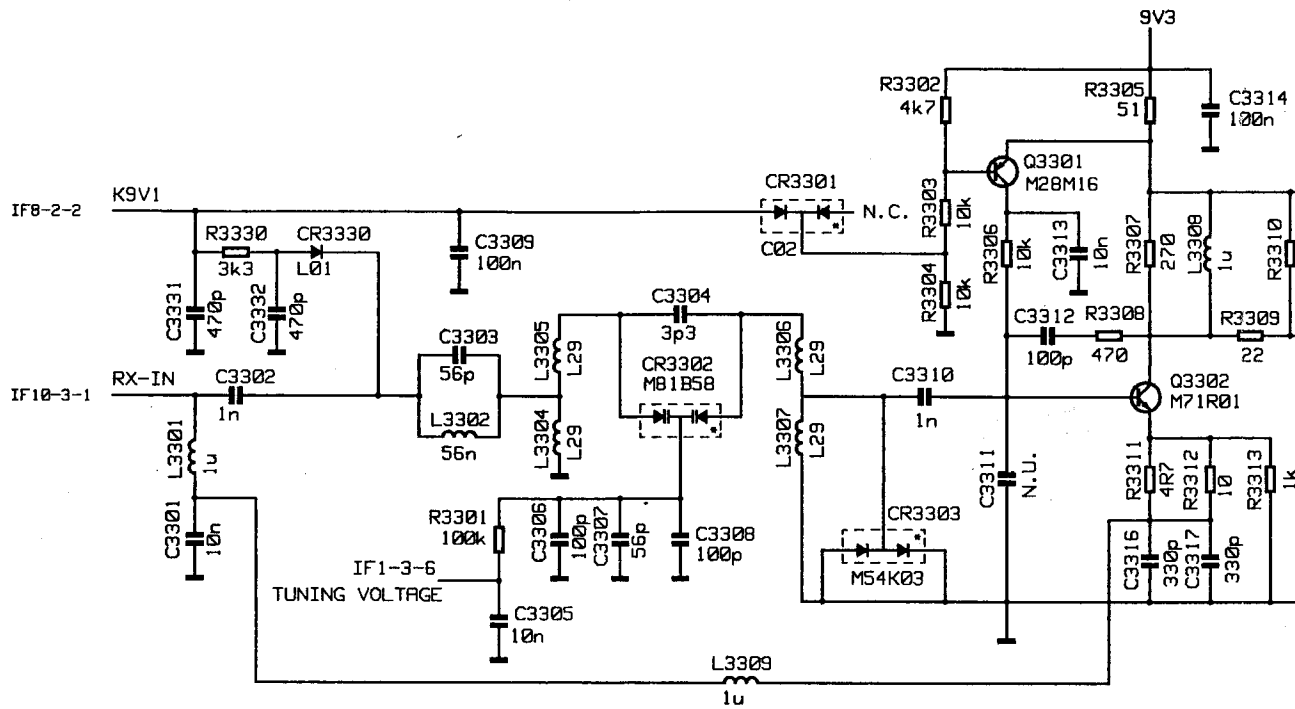 9V3
R3302
4k7
R3305
51
C3314
100n
Q3301
M28M16
IF8-2-2
K9V1
CR3301
*
C02
N.C.
R3303
10k
R3304
10k
R3306
10k
C3313
10n
R3307
270
L3308
1u
R3310
R3330
3k3
CR3330
L01
C3309
100n
C3331
470p
C3332
470p
C3304
3p3
C3312
100p
R3308
470
R3309
22
C3303
56p
L3305
L29
CR3302
M81B58
*
L3306
L29
IF10-3-1
RX-IN
C3302
1n
L3302
56n
L3304
L29
L3307
L29
C3310
1n
Q3302
M71R01
L3301
1u
C3301
10n
R3301
100k
C3306
100p
C3307
56p
C3308
100p
CR3303
*
M54K03
C3311
N.U.
R3311
4R7
R3312
10
R3313
1k
C3316
330p
C3317
330p
IF1-3-6
TUNING VOLTAGE
C3305
10n
L3309
1u